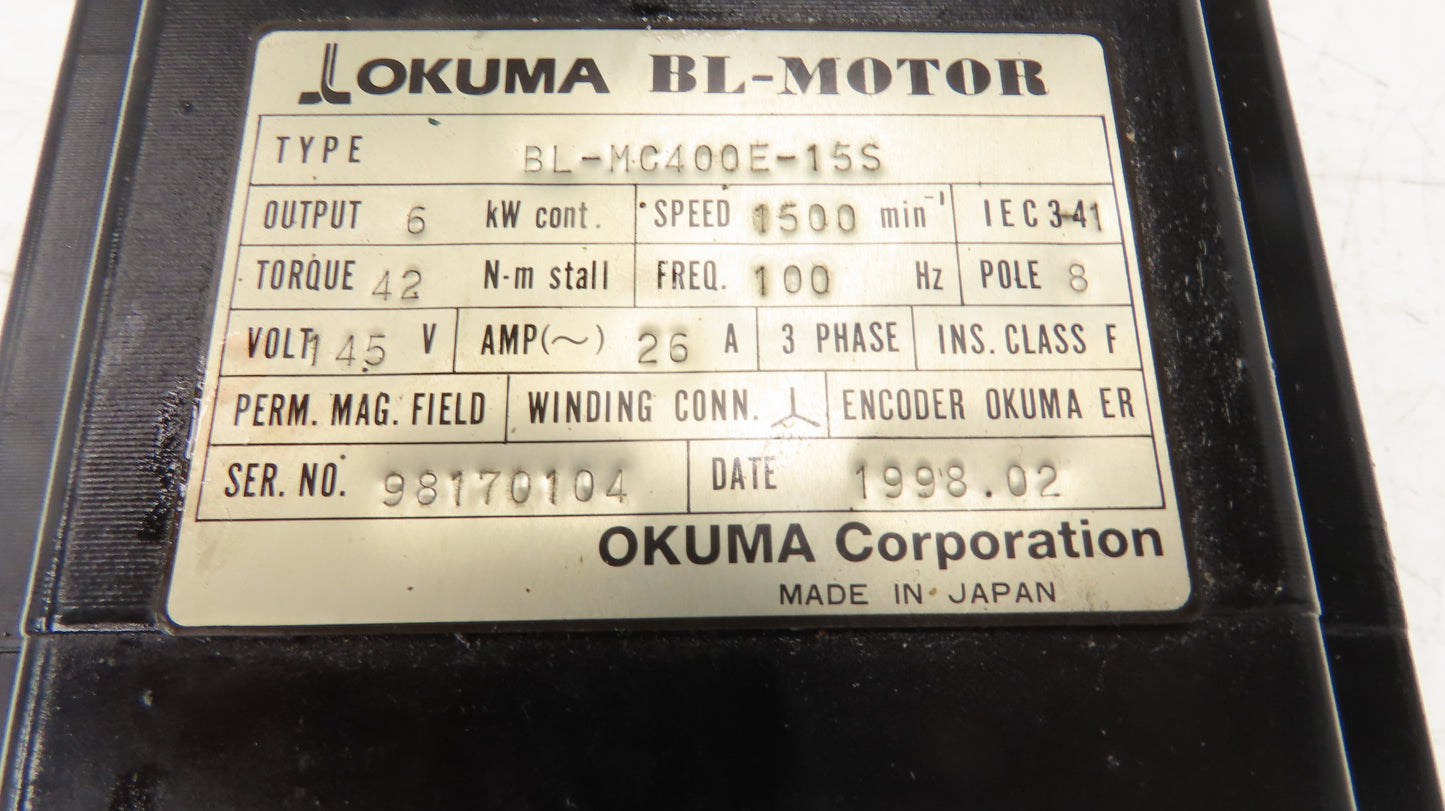 OKUMA BL-MOTOR
TYPE BL-MC400E-15S
OUTPUT 6 kW cont. SPEED 1500 min⁻¹ IEC 34-1
TORQUE 42 N-m stall FREQ. 100 Hz POLE 8
VOLT 145 V AMP(～) 26 A 3 PHASE INS. CLASS F
PERM. MAG. FIELD WINDING CONN. ENCODER OKUMA ER
SER. NO. 98170104 DATE 1998.02
OKUMA Corporation
MADE IN JAPAN